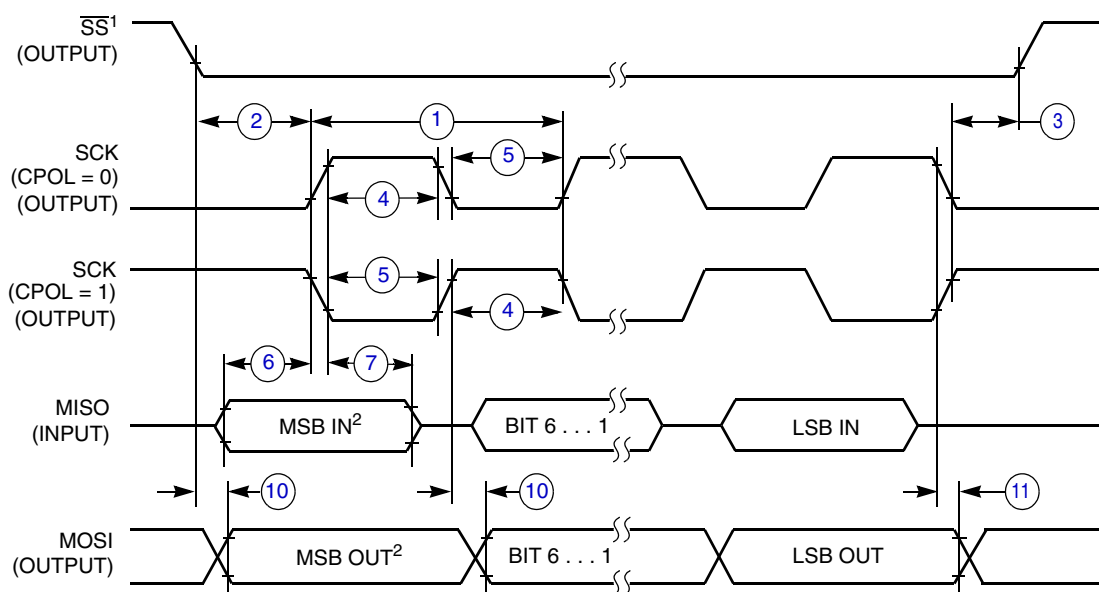 SS¹
(OUTPUT)
2
1
3
SCK
(CPOL = 0)
(OUTPUT)
5
4
SCK
(CPOL = 1)
(OUTPUT)
5
4
6
7
MISO
(INPUT)
MSB IN²
BIT 6 . . . 1
LSB IN
10
10
11
MOSI
(OUTPUT)
MSB OUT²
BIT 6 . . . 1
LSB OUT